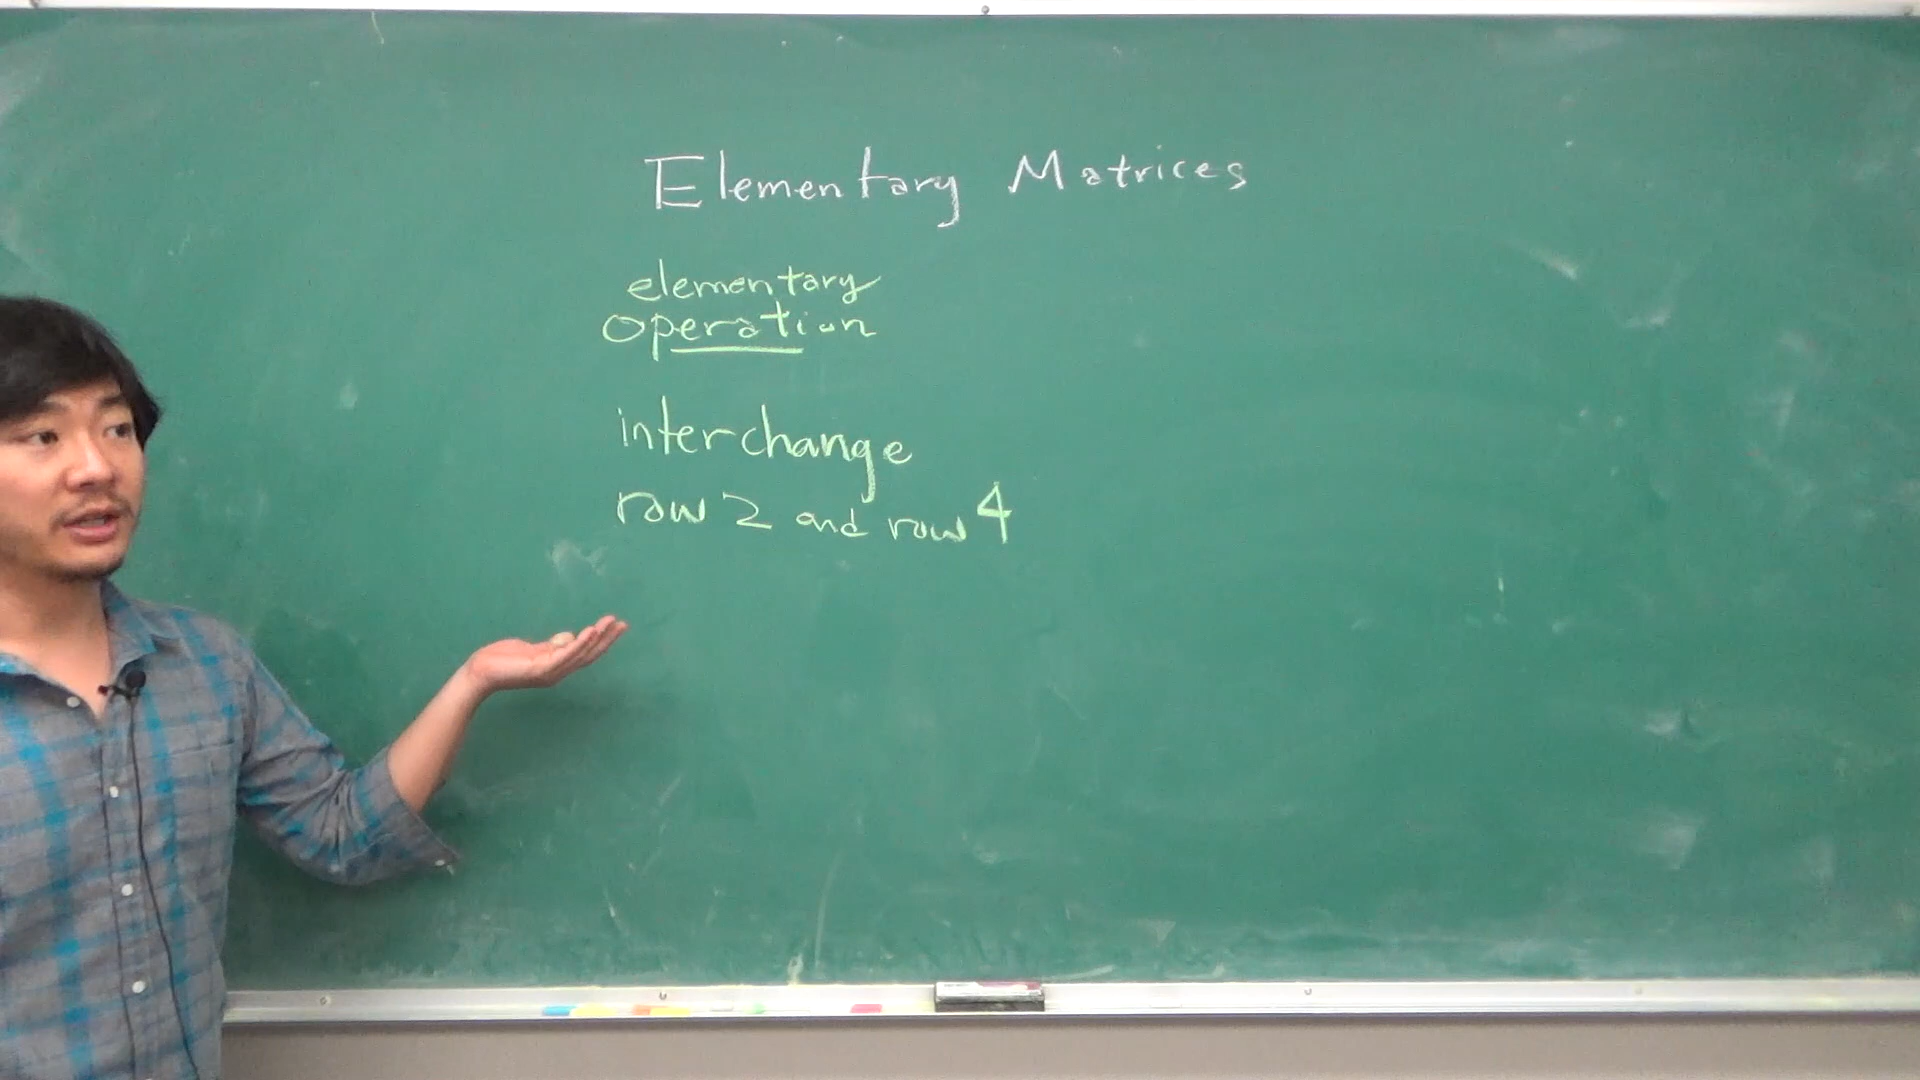 Elementary Matrices
elementary
operation
interchange
row 2 and row 4